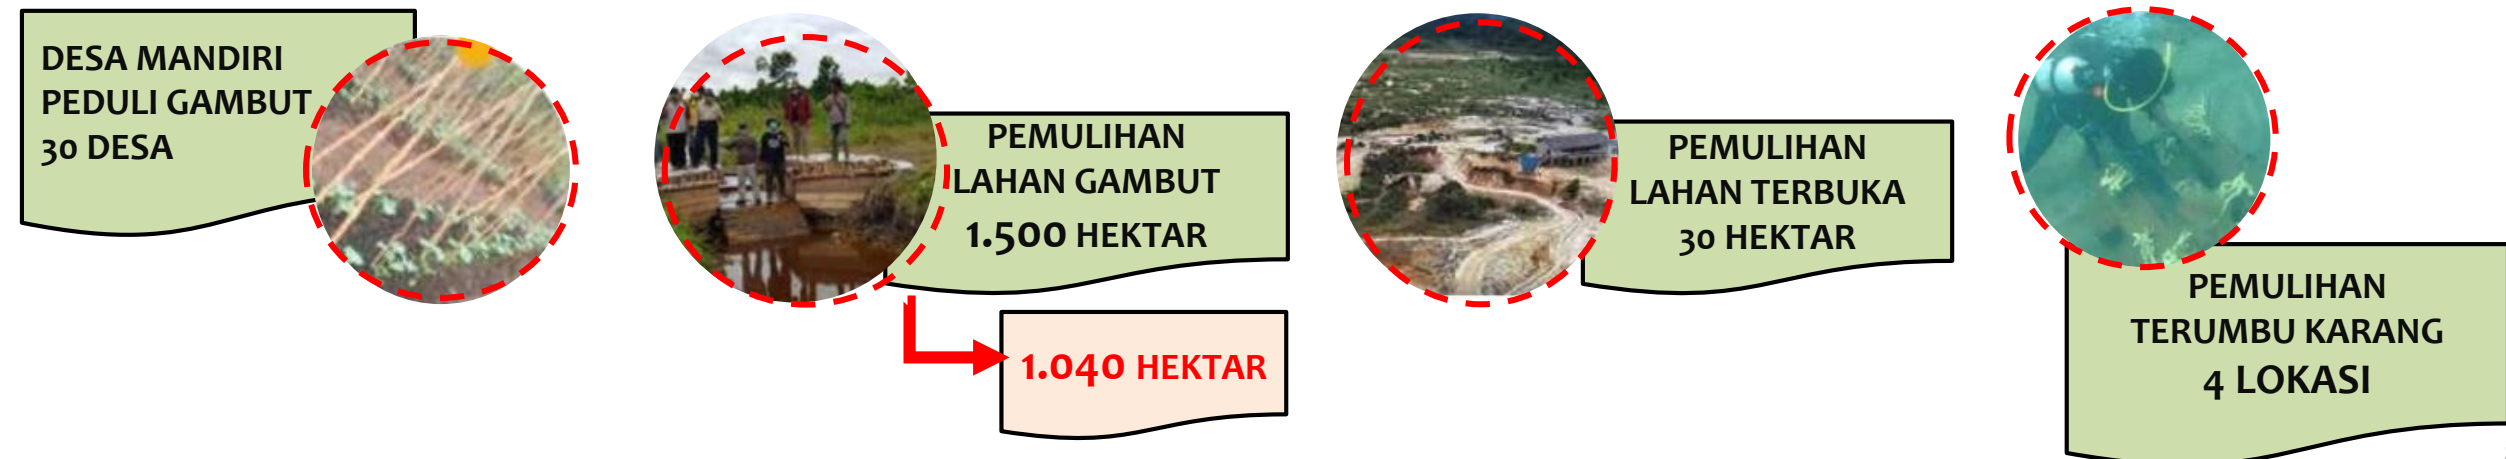 DESA MANDIRI
PEDULI GAMBUT
30 DESA
PEMULIHAN
LAHAN GAMBUT
1.500 HEKTAR
1.040 HEKTAR
PEMULIHAN
LAHAN TERBUKA
30 HEKTAR
PEMULIHAN
TERUMBU KARANG
4 LOKASI